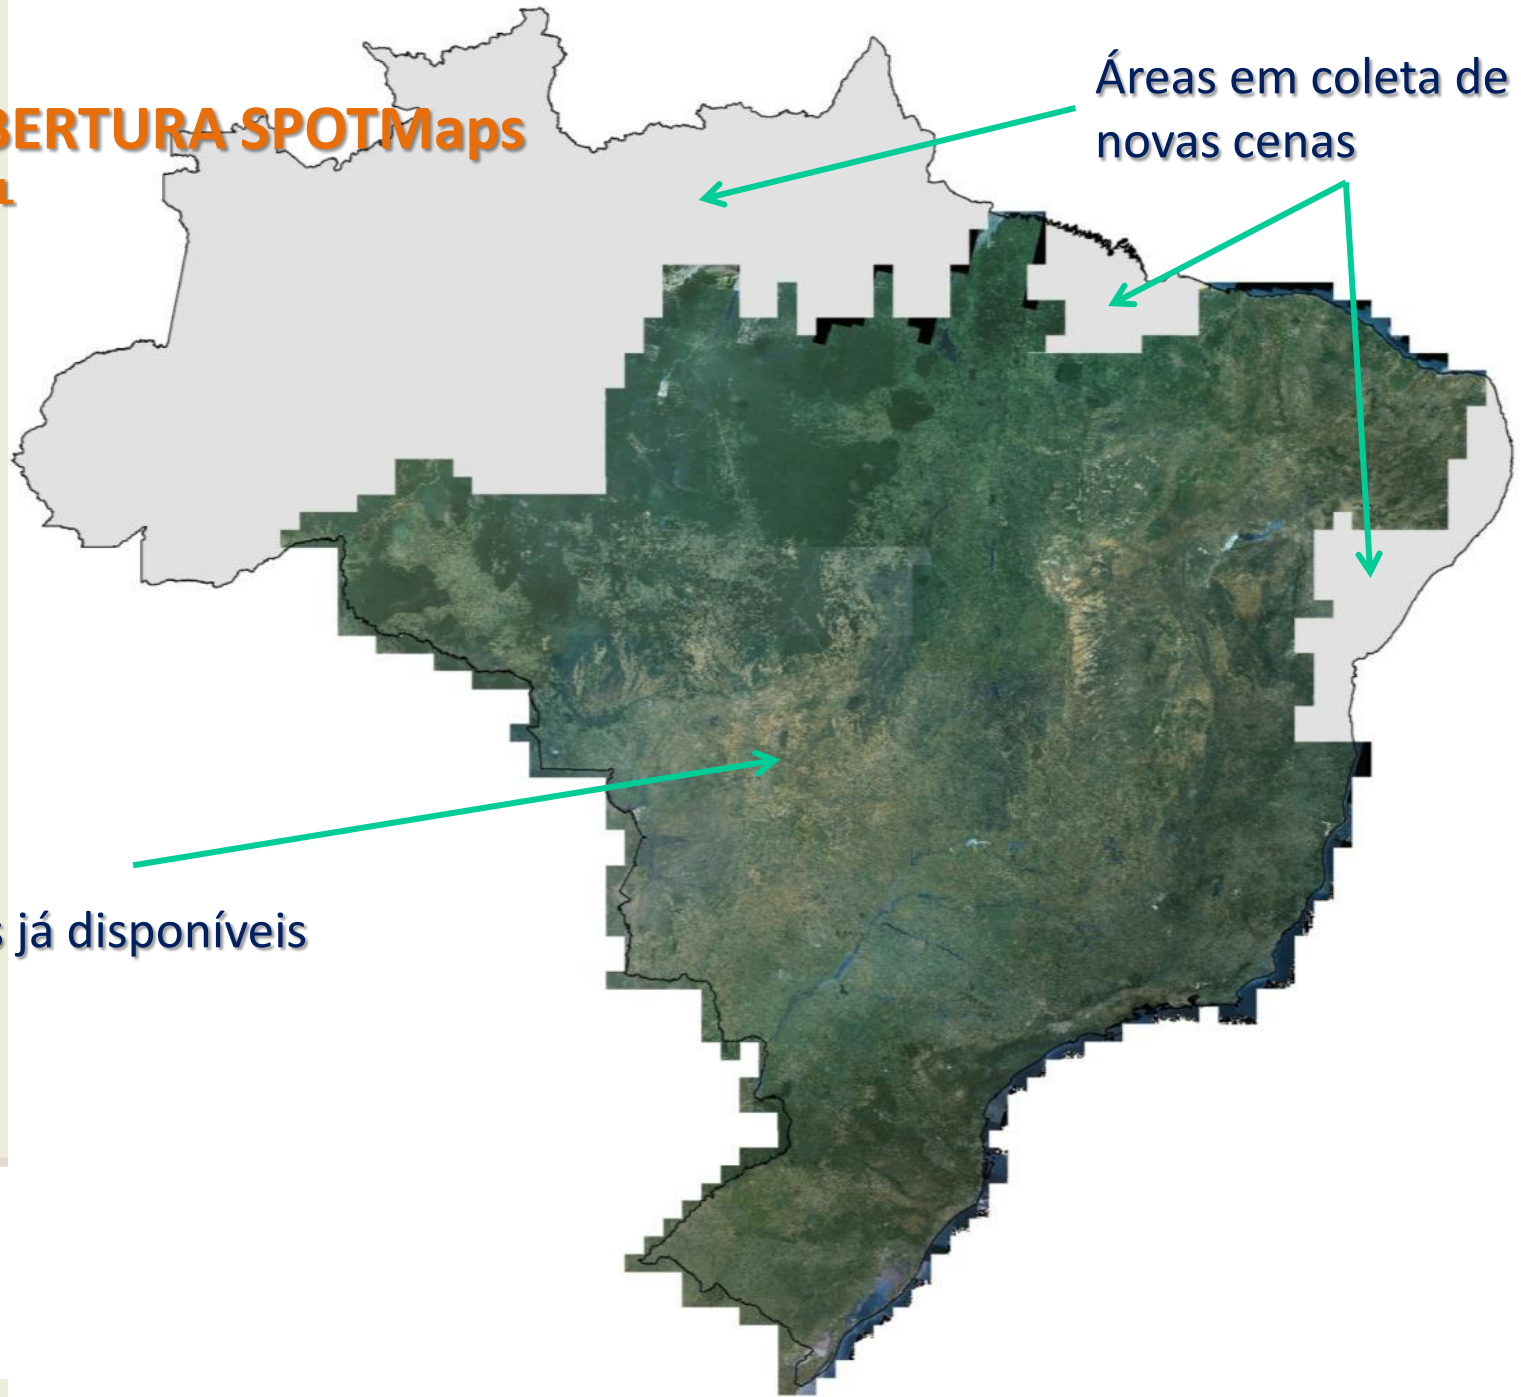 BERTURA SPOTMaps
Áreas em coleta de
novas cenas
já disponíveis